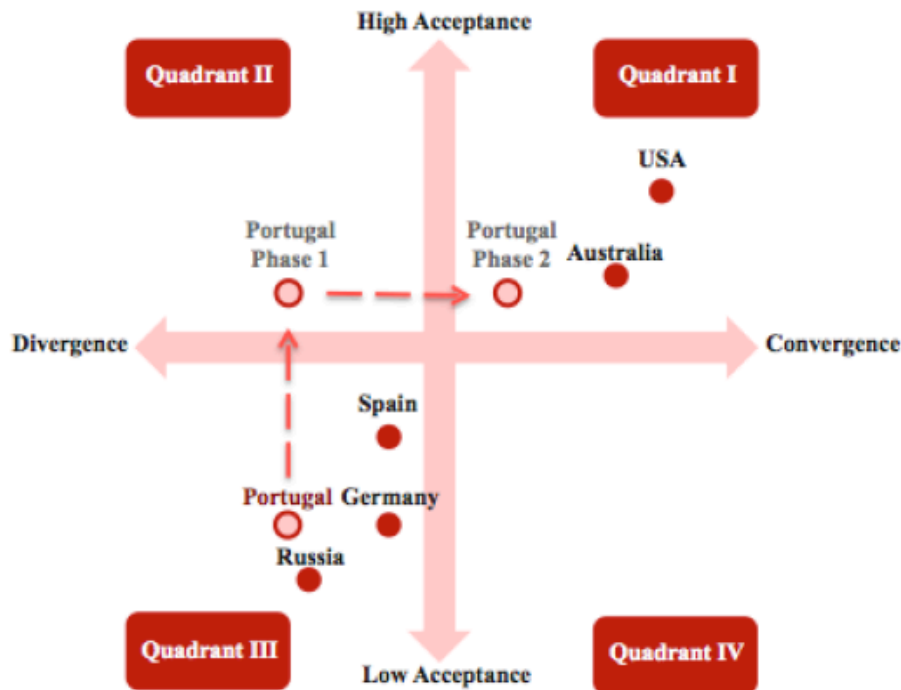 High Acceptance
Quadrant II
Quadrant I
USA
Portugal
Phase 1
Portugal
Phase 2
Australia
Divergence
Convergence
Spain
Portugal
Germany
Russia
Quadrant III
Quadrant IV
Low Acceptance